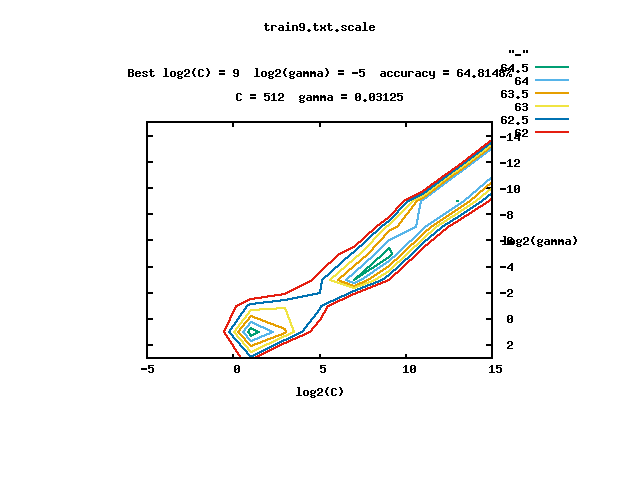 train9.txt.scale
"-"
Best log2(C) = 9  log2(gamma) = -5  accuracy = 64.8148%
64.5
64
C = 512  gamma = 0.03125
63.5
63
62.5
62
-14
-12
-10
-8
-6
log2(gamma)
-4
-2
0
2
-5 0 5 10 15
log2(C)